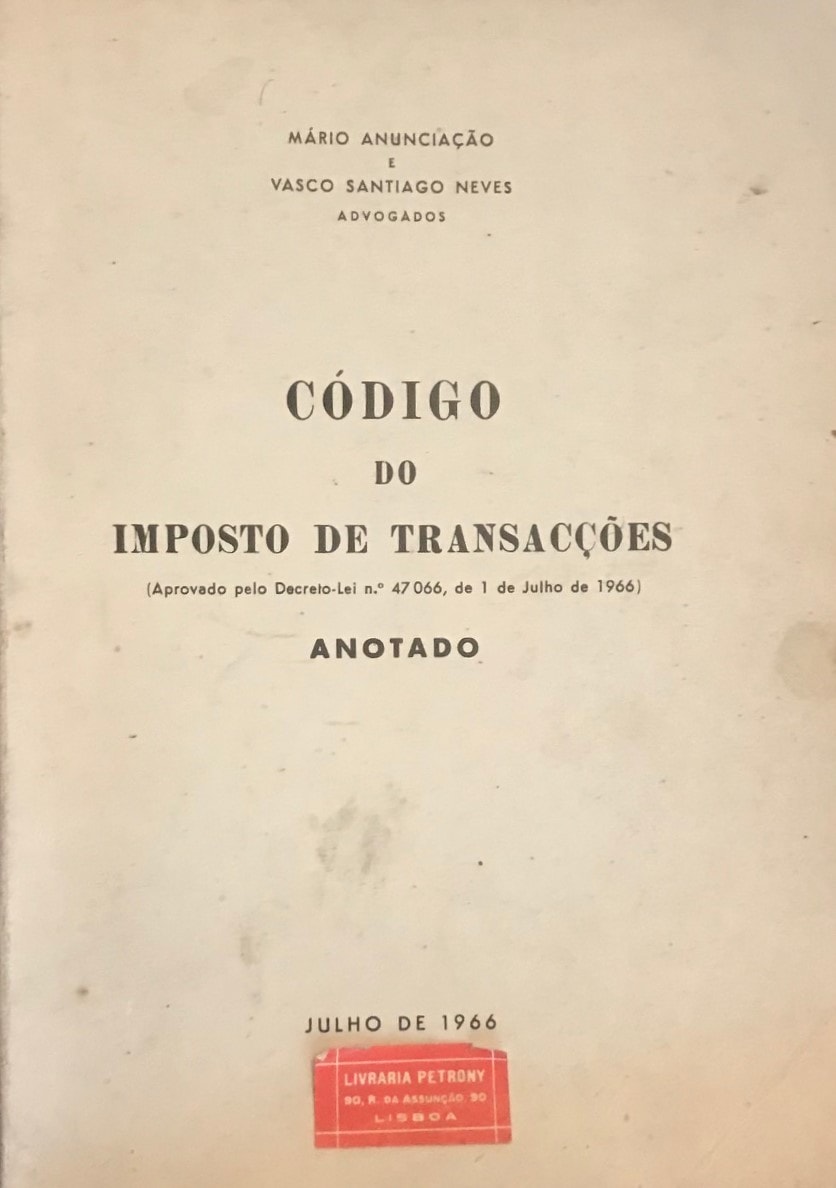 MÁRIO ANUNCIAÇÃO
E
VASCO SANTIAGO NEVES
ADVOGADOS
CÓDIGO
DO
IMPOSTO DE TRANSACÇÕES
(Aprovado pelo Decreto-Lei n.º 47 066, de 1 de Julho de 1966)
ANOTADO
JULHO DE 1966
LIVRARIA PETRONY
90, R. DA ASSUNÇÃO, 90
LISBOA